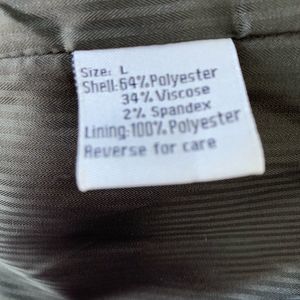 Size: L
Shell:64%Polyester
34% Viscose
2% Spandex
Lining:100% Polyester
Reverse for care